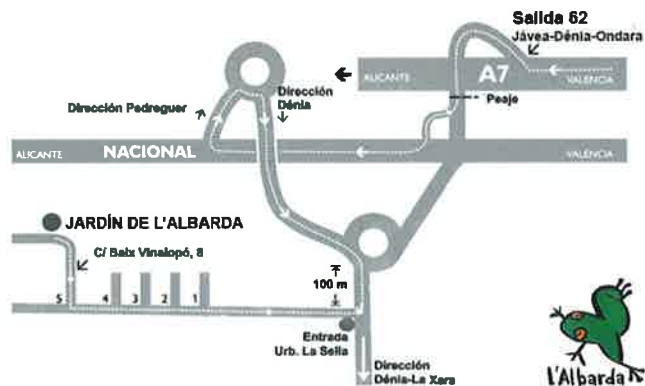 Salida 62
Jávea-Dénia-Ondara
ALICANTE
A7
VALENCIA
Peaje
Dirección
Dénia
Dirección Pedreguer
ALICANTE
NACIONAL
VALENCIA
JARDÍN DE L'ALBARDA
C/ Baix Vinalopó, 8
100 m
5
4
3
2
1
Entrada
Urb. La Sella
Dirección
Dénia-La Xara
l'Albarda